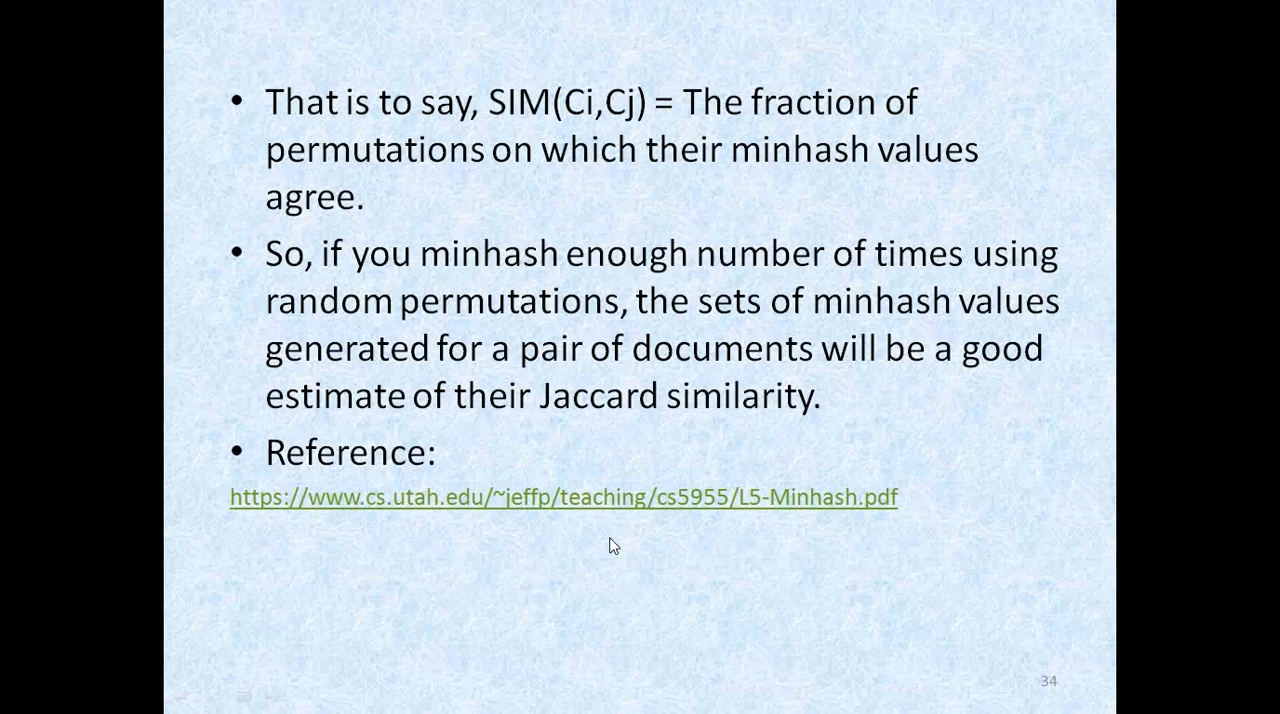 • That is to say, SIM(Ci,Cj) = The fraction of
permutations on which their minhash values
agree.
• So, if you minhash enough number of times using
random permutations, the sets of minhash values
generated for a pair of documents will be a good
estimate of their Jaccard similarity.
• Reference:
https://www.cs.utah.edu/~jeffp/teaching/cs5955/L5-Minhash.pdf
34